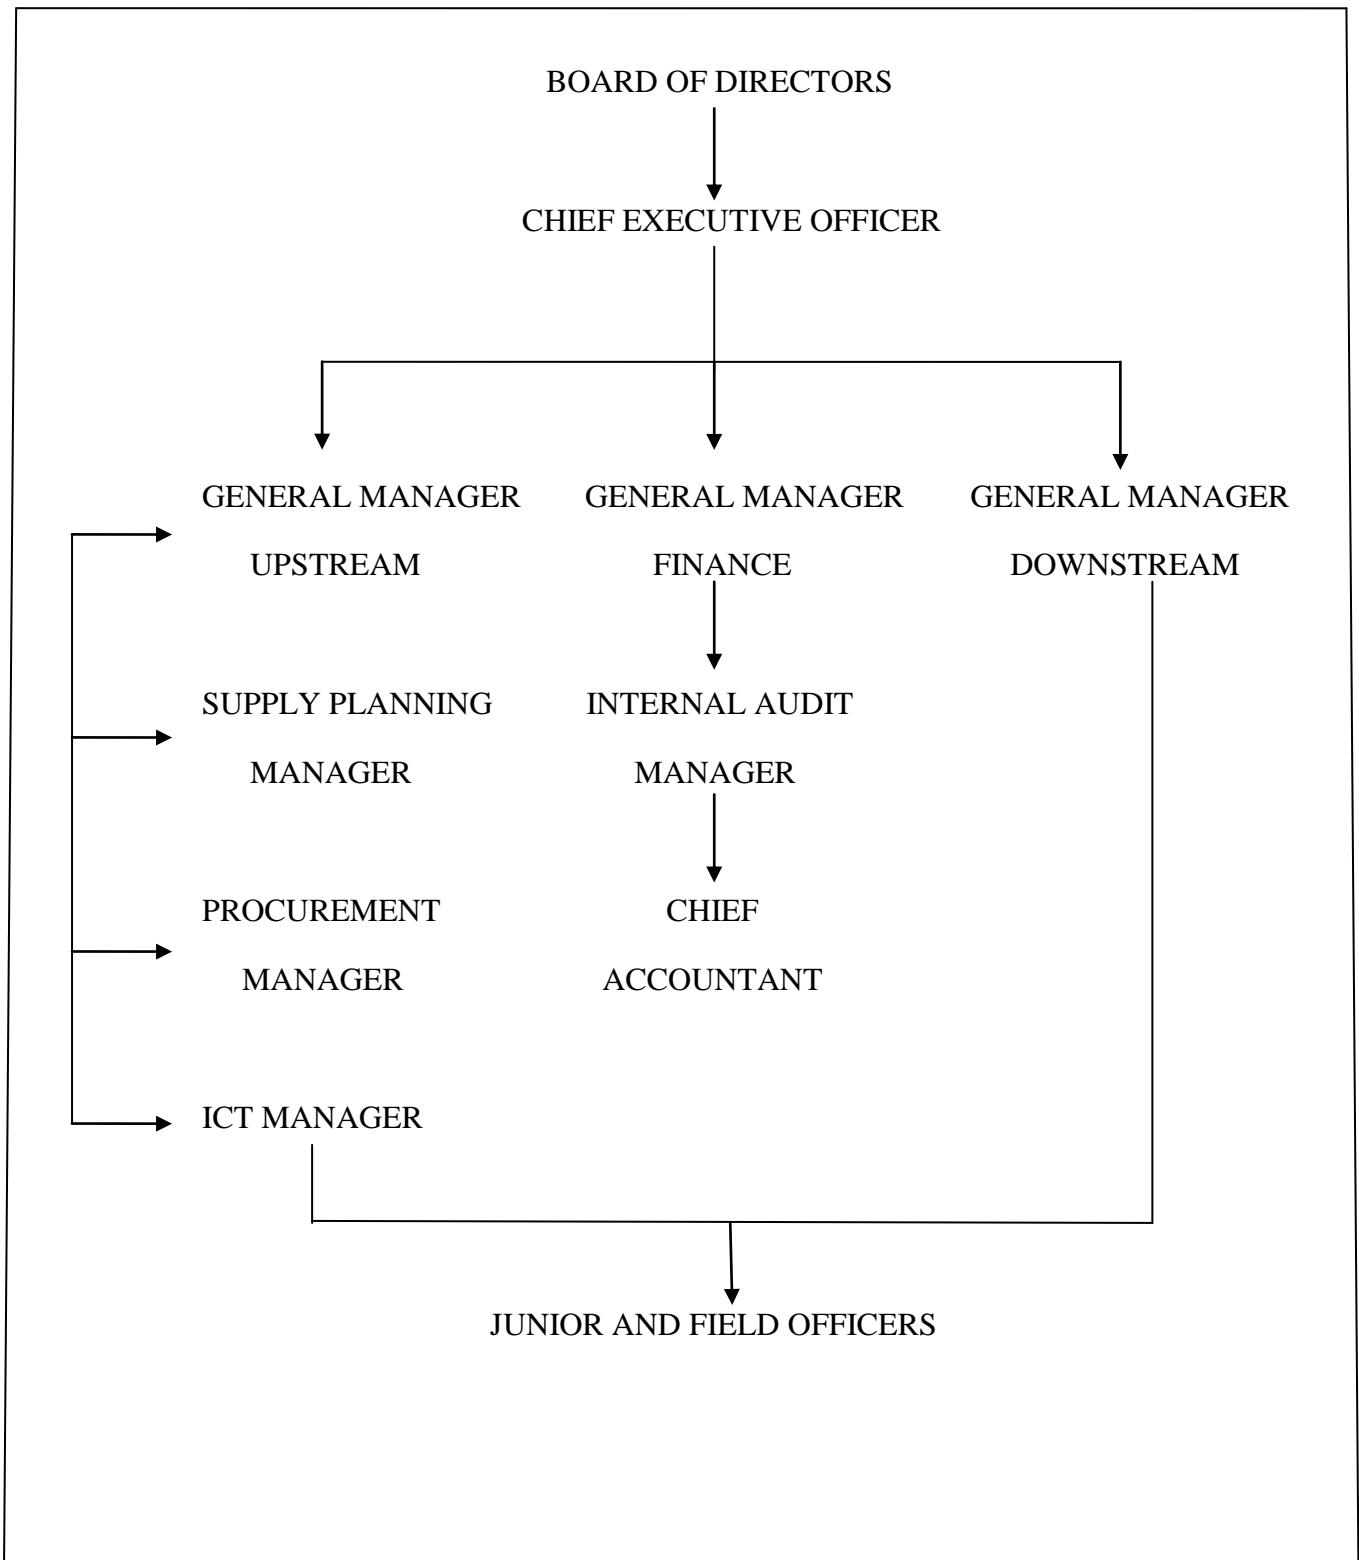 BOARD OF DIRECTORS
CHIEF EXECUTIVE OFFICER
GENERAL MANAGER
UPSTREAM
GENERAL MANAGER
FINANCE
GENERAL MANAGER
DOWNSTREAM
SUPPLY PLANNING
MANAGER
INTERNAL AUDIT
MANAGER
PROCUREMENT
MANAGER
CHIEF
ACCOUNTANT
ICT MANAGER
JUNIOR AND FIELD OFFICERS